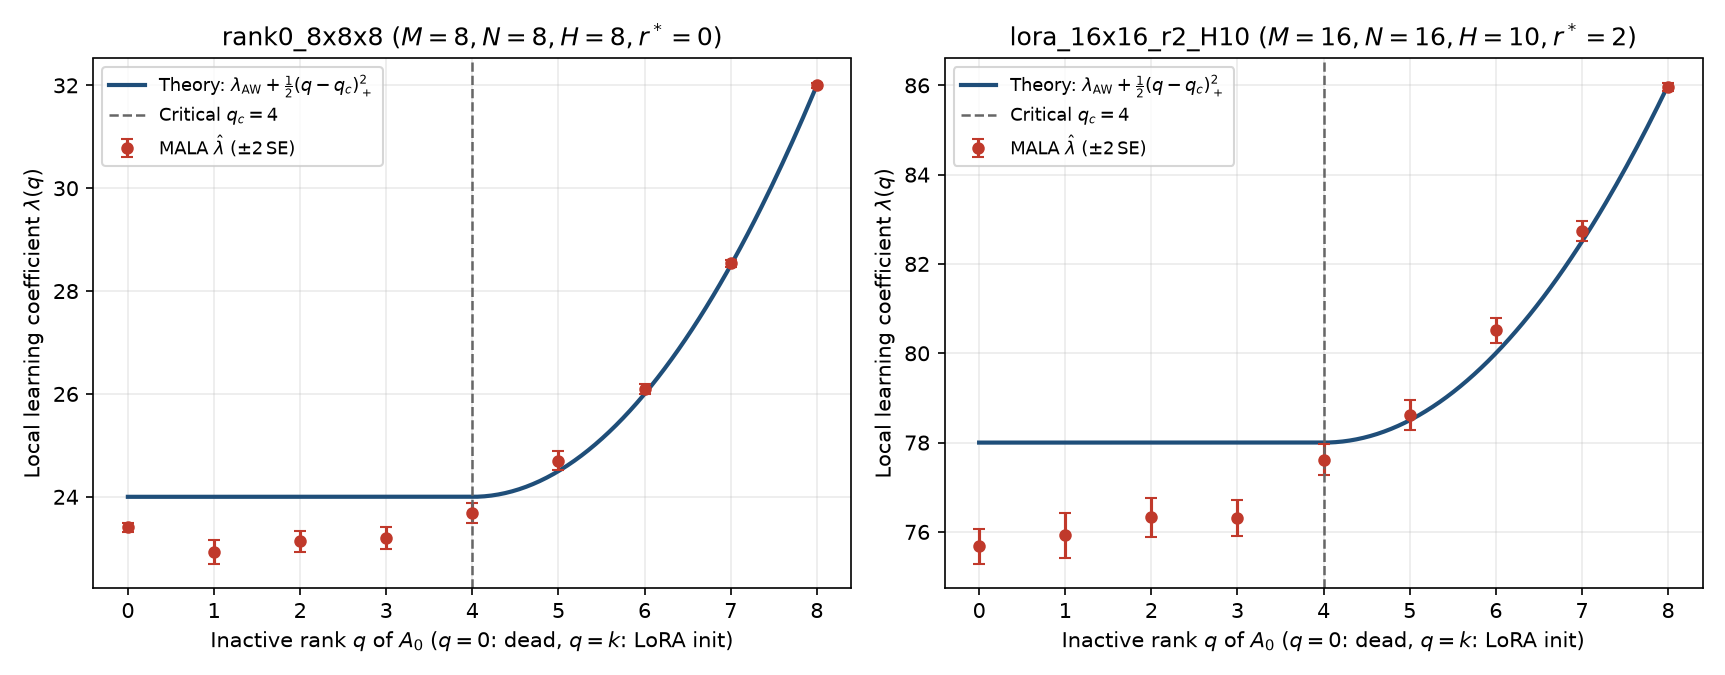 rank0_8x8x8 (M = 8, N = 8, H = 8, r* = 0)
Theory: λ_AW + ½(q − q_c)²₊
Critical q_c = 4
MALA λ̂ (±2 SE)
Local learning coefficient λ(q)
32
30
28
26
24
0 1 2 3 4 5 6 7 8
Inactive rank q of A₀ (q = 0: dead, q = k: LoRA init)
lora_16x16_r2_H10 (M = 16, N = 16, H = 10, r* = 2)
Theory: λ_AW + ½(q − q_c)²₊
Critical q_c = 4
MALA λ̂ (±2 SE)
Local learning coefficient λ(q)
86
84
82
80
78
76
0 1 2 3 4 5 6 7 8
Inactive rank q of A₀ (q = 0: dead, q = k: LoRA init)